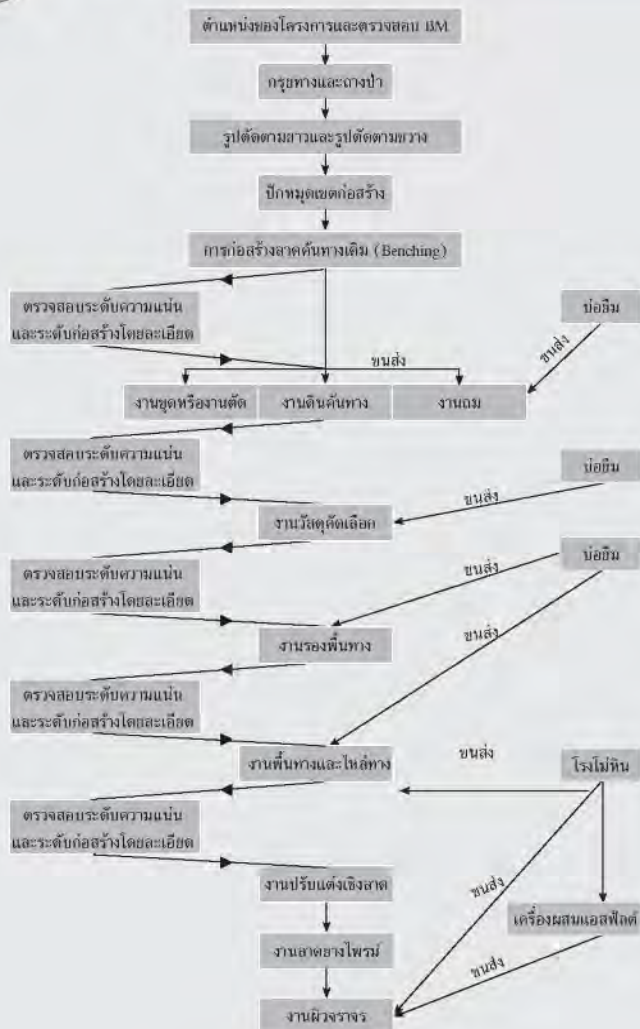 ตำแหน่งของโครงการและตรวจสอบ BM
กรุยทางและถางป่า
รูปตัดตามยาวและรูปตัดตามขวาง
ปักหมุดเขตก่อสร้าง
การก่อสร้างลาดคันทางเดิม (Benching)
ตรวจสอบระดับความแน่น
และระดับก่อสร้างโดยละเอียด
บ่อยืม
ขนส่ง
ขนส่ง
งานขุดหรืองานตัด
งานดินคันทาง
งานถม
ตรวจสอบระดับความแน่น
และระดับก่อสร้างโดยละเอียด
บ่อยืม
ขนส่ง
งานวัสดุคัดเลือก
ตรวจสอบระดับความแน่น
และระดับก่อสร้างโดยละเอียด
บ่อยืม
ขนส่ง
ขนส่ง
งานรองพื้นทาง
ตรวจสอบระดับความแน่น
และระดับก่อสร้างโดยละเอียด
งานพื้นทางและไหล่ทาง
ขนส่ง
โรงโม่หิน
ตรวจสอบระดับความแน่น
และระดับก่อสร้างโดยละเอียด
งานปรับแต่งเชิงลาด
ขนส่ง
เครื่องผสมแอสฟัลต์
งานลาดยางไพรม์
ขนส่ง
งานผิวจราจร